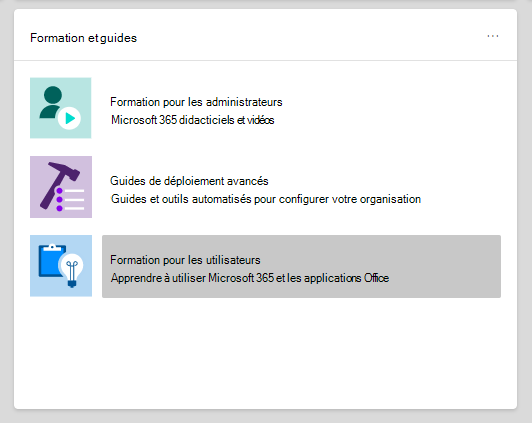 Formation et guides
Formation pour les administrateurs
Microsoft 365 didacticiels et vidéos
Guides de déploiement avancés
Guides et outils automatisés pour configurer votre organisation
Formation pour les utilisateurs
Apprendre à utiliser Microsoft 365 et les applications Office